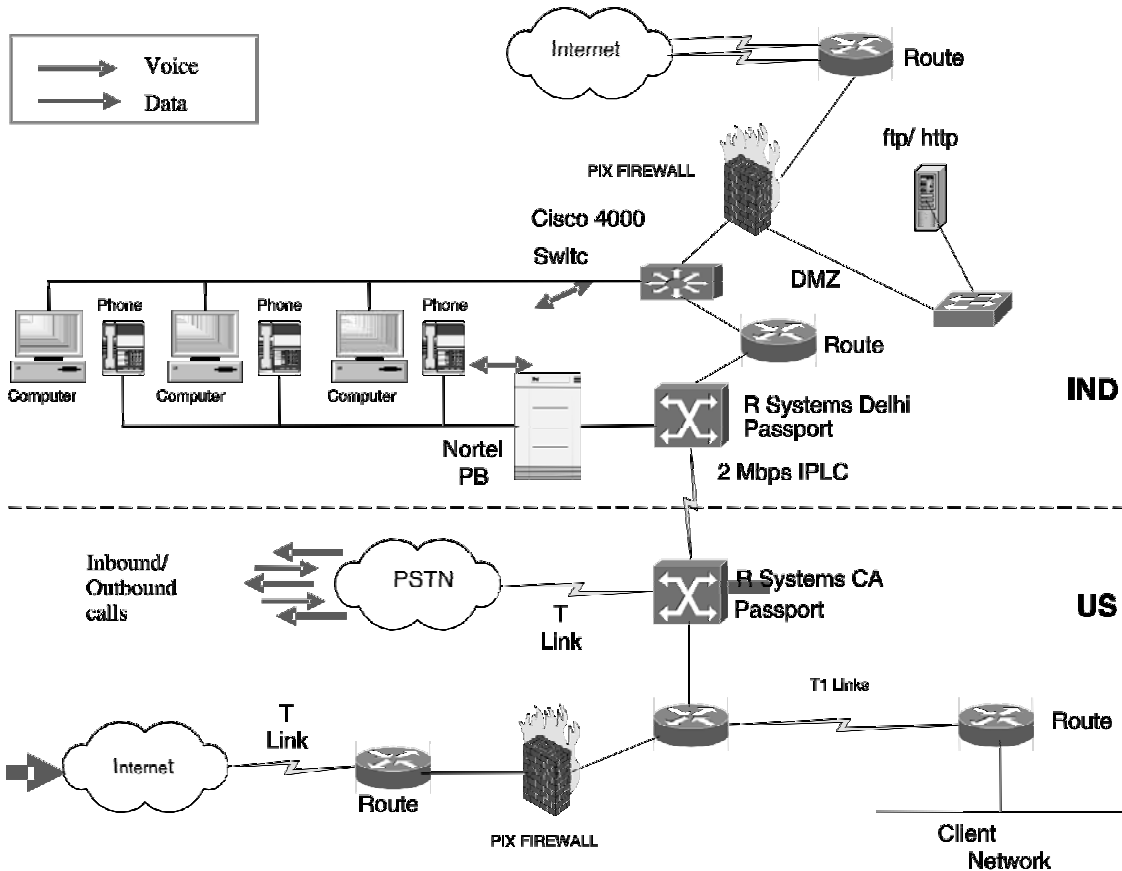 Voice
Data
Internet
Route
PIX FIREWALL
ftp/ http
Cisco 4000
Switc
DMZ
Phone
Phone
Phone
Route
Computer
Computer
Computer
IND
R Systems Delhi
Passport
Nortel
PB
2 Mbps IPLC
Inbound/
Outbound
calls
PSTN
T
Link
R Systems CA
Passport
US
T1 Links
T
Link
Internet
Route
PIX FIREWALL
Route
Client
Network